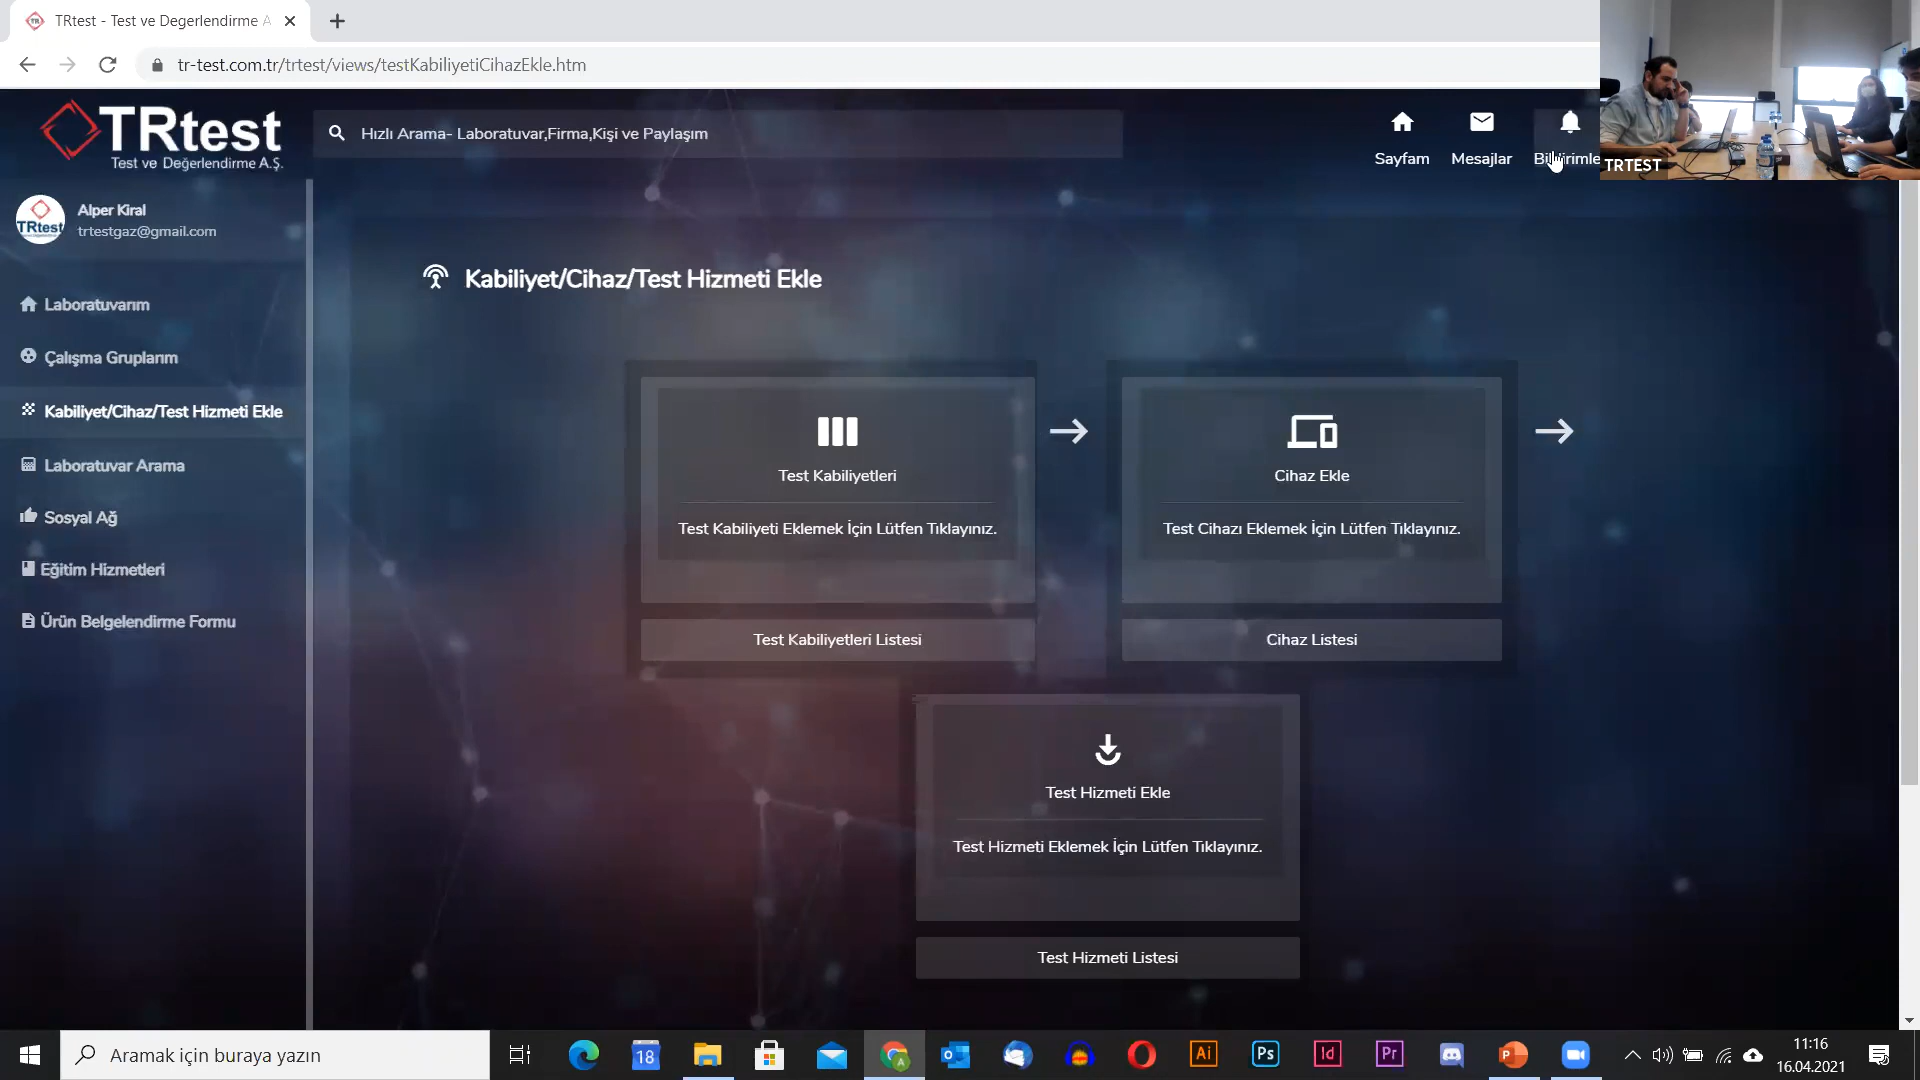 TRtest - Test ve Degerlendirme A
tr-test.com.tr/trtest/views/testKabiliyetiCihazEkle.htm
TRtest
Test ve Değerlendirme A.Ş.
Hızlı Arama- Laboratuvar,Firma,Kişi ve Paylaşım
Sayfam
Mesajlar
TRTEST
TRtest
Alper Kiral
trtestgaz@gmail.com
Laboratuvarım
Çalışma Gruplarım
Kabiliyet/Cihaz/Test Hizmeti Ekle
Laboratuvar Arama
Sosyal Ağ
Eğitim Hizmetleri
Ürün Belgelendirme Formu
Kabiliyet/Cihaz/Test Hizmeti Ekle
Test Kabiliyetleri
Test Kabiliyeti Eklemek İçin Lütfen Tıklayınız.
Test Kabiliyetleri Listesi
Cihaz Ekle
Test Cihazı Eklemek İçin Lütfen Tıklayınız.
Cihaz Listesi
Test Hizmeti Ekle
Test Hizmeti Eklemek İçin Lütfen Tıklayınız.
Test Hizmeti Listesi
Aramak için buraya yazın
18
A
Ai
Ps
Id
Pr
P
11:16
16.04.2021